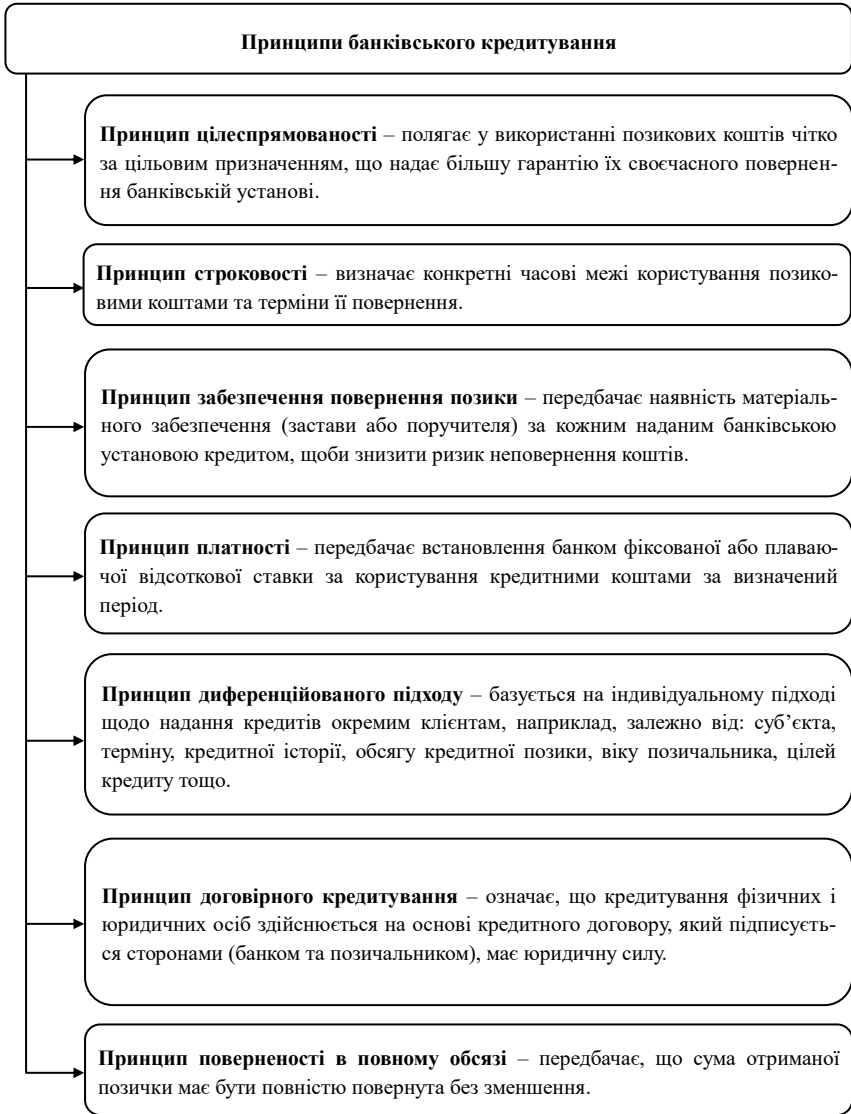 Принципи банківського кредитування
Принцип цілеспрямованості – полягає у використанні позикових коштів чітко
за цільовим призначенням, що надає більшу гарантію їх своєчасного повернен-
ня банківській установі.
Принцип строковості – визначає конкретні часові межі користування позико-
вими коштами та терміни її повернення.
Принцип забезпечення повернення позики – передбачає наявність матеріаль-
ного забезпечення (застави або поручителя) за кожним наданим банківською
установою кредитом, щоби знизити ризик неповернення коштів.
Принцип платності – передбачає встановлення банком фіксованої або плаваю-
чої відсоткової ставки за користування кредитними коштами за визначений
період.
Принцип диференційованого підходу – базується на індивідуальному підході
щодо надання кредитів окремим клієнтам, наприклад, залежно від: суб’єкта,
терміну, кредитної історії, обсягу кредитної позики, віку позичальника, цілей
кредиту тощо.
Принцип договірного кредитування – означає, що кредитування фізичних і
юридичних осіб здійснюється на основі кредитного договору, який підписуєть-
ся сторонами (банком та позичальником), має юридичну силу.
Принцип поверненості в повному обсязі – передбачає, що сума отриманої
позички має бути повністю повернута без зменшення.